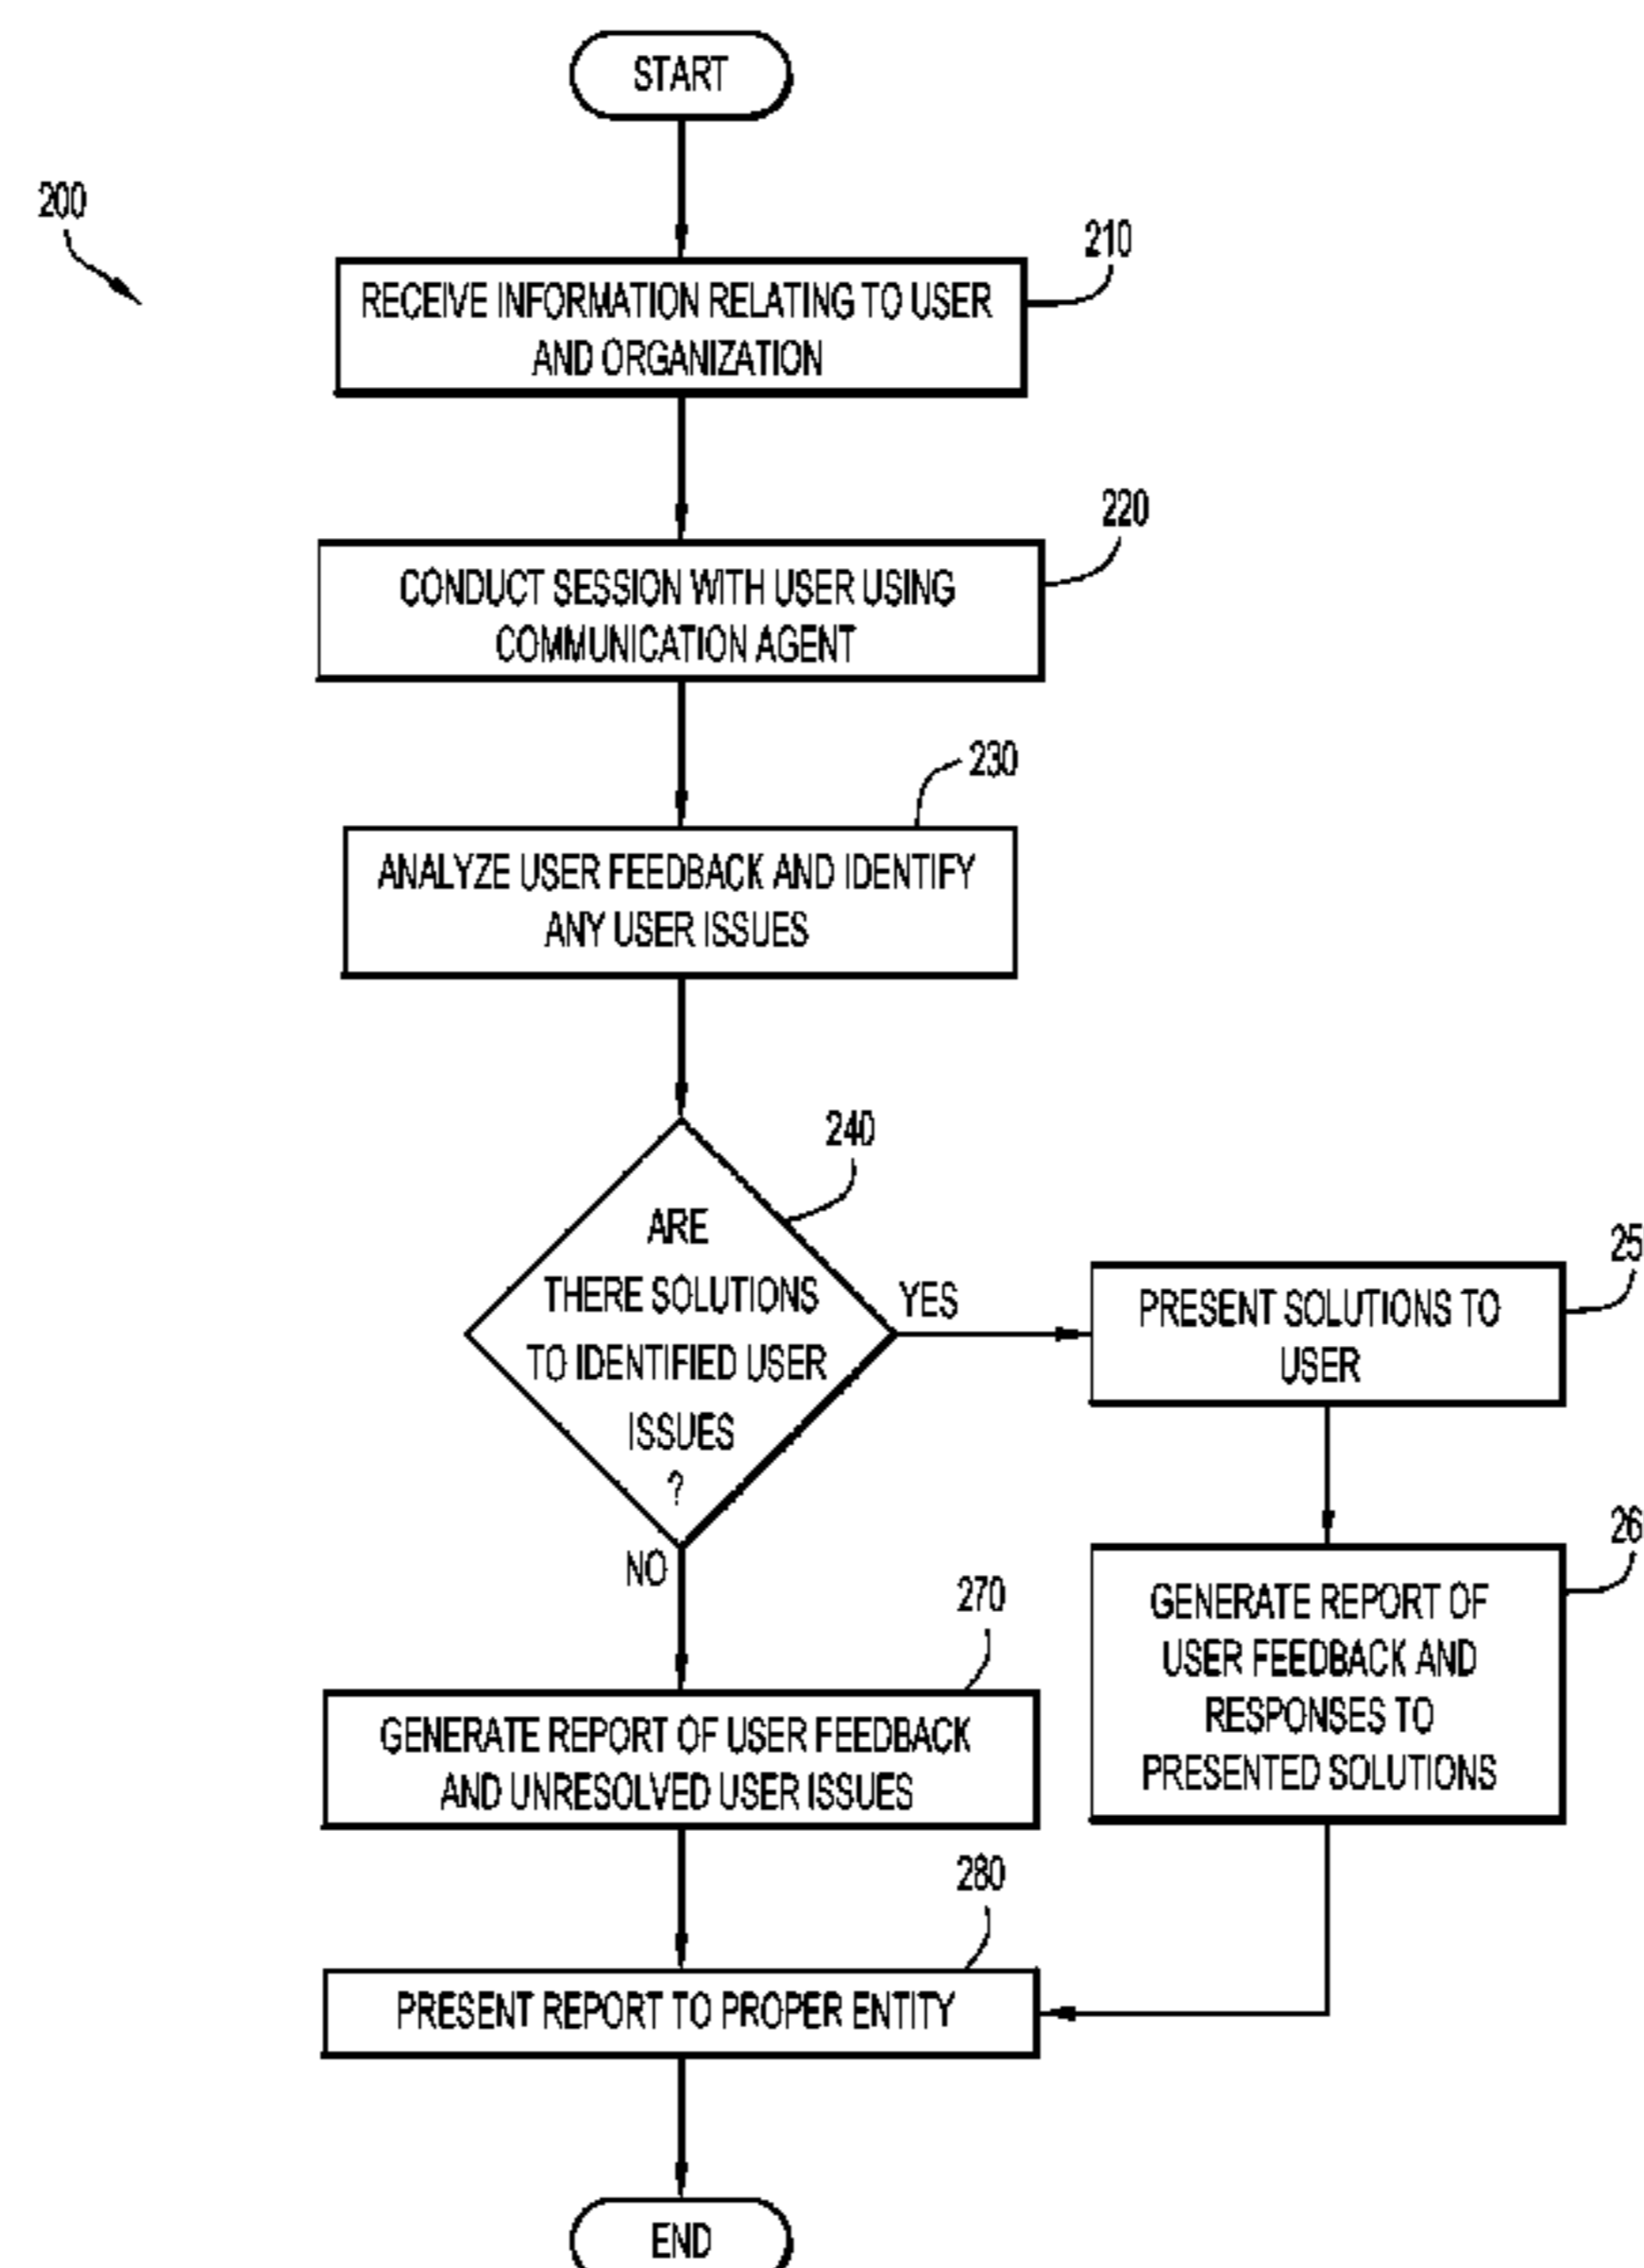 START
200
210
RECEIVE INFORMATION RELATING TO USER
AND ORGANIZATION
220
CONDUCT SESSION WITH USER USING
COMMUNICATION AGENT
230
ANALYZE USER FEEDBACK AND IDENTIFY
ANY USER ISSUES
240
ARE
THERE SOLUTIONS
TO IDENTIFIED USER
ISSUES
?
YES
25
PRESENT SOLUTIONS TO
USER
26
GENERATE REPORT OF
USER FEEDBACK AND
RESPONSES TO
PRESENTED SOLUTIONS
NO
270
GENERATE REPORT OF USER FEEDBACK
AND UNRESOLVED USER ISSUES
280
PRESENT REPORT TO PROPER ENTITY
END